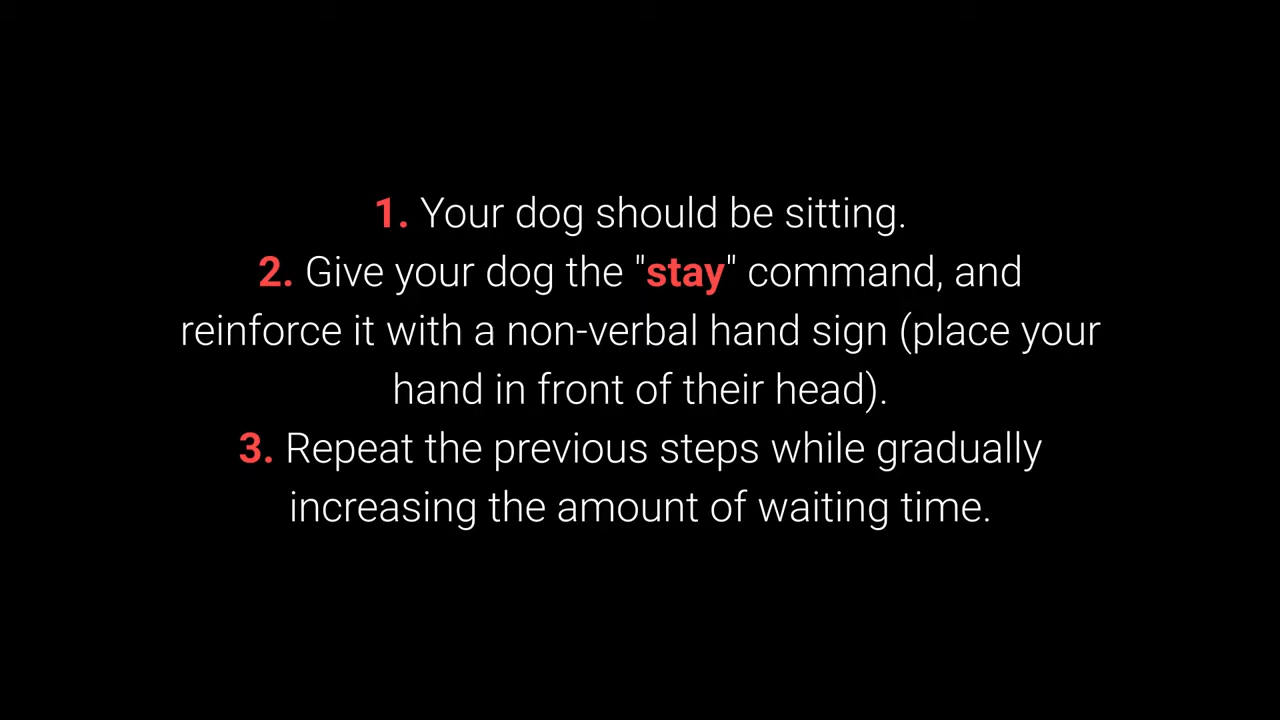 1. Your dog should be sitting.
2. Give your dog the "stay" command, and
reinforce it with a non-verbal hand sign (place your
hand in front of their head).
3. Repeat the previous steps while gradually
increasing the amount of waiting time.